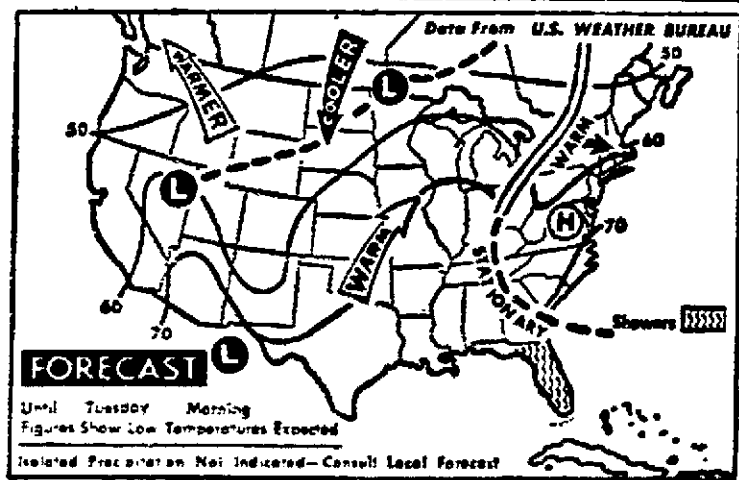 Data From U.S. WEATHER BUREAU
50
WARMER
COOLER
L
50
WARM
60
L
H
70
WARM
STATIONARY
60
70
Showers
L
FORECAST
Until Tuesday Morning
Figures Show Low Temperatures Expected
Isolated Precipitation Not Indicated—Consult Local Forecast